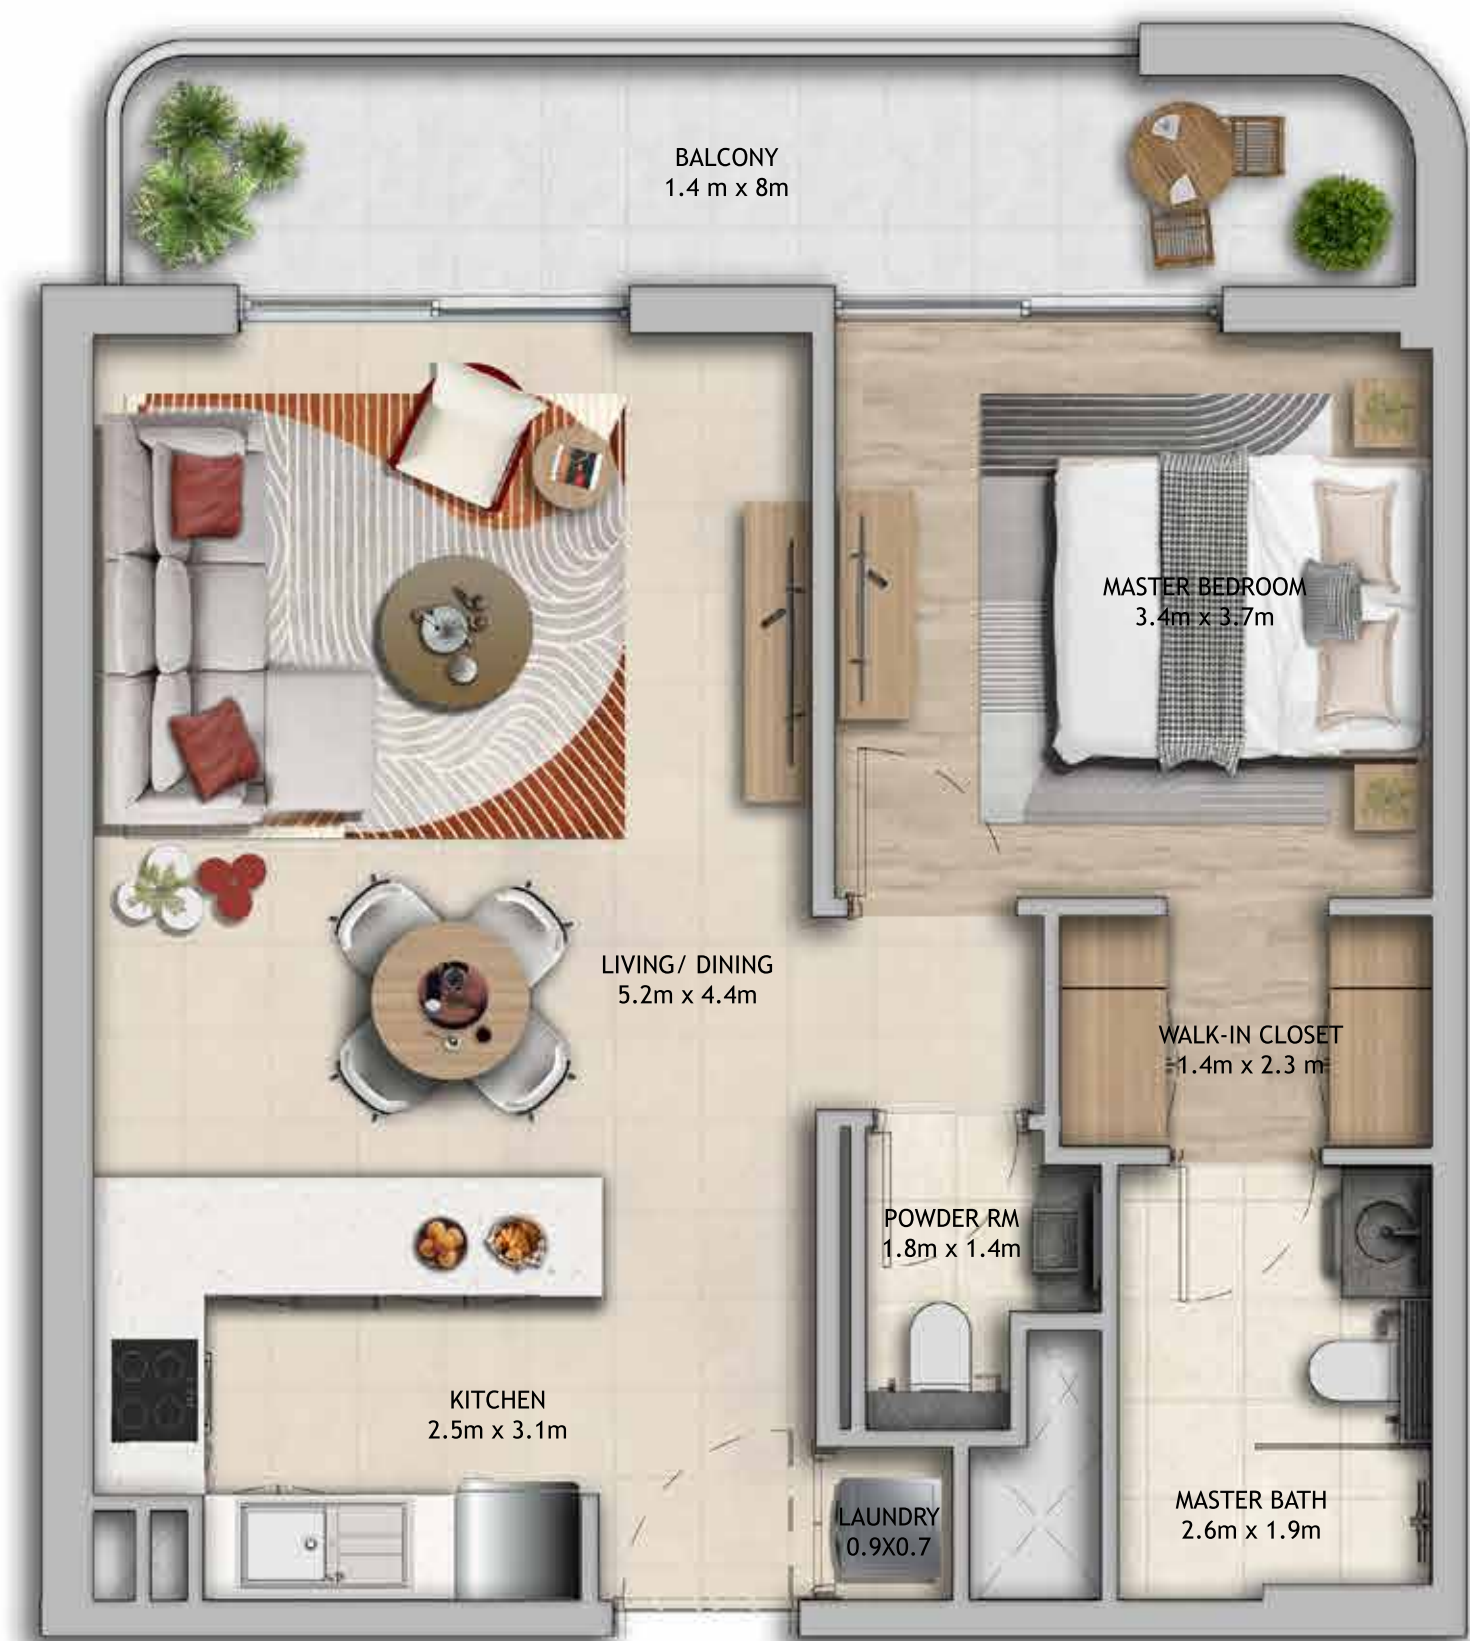 BALCONY
1.4 m x 8m
MASTER BEDROOM
3.4m x 3.7m
LIVING/ DINING
5.2m x 4.4m
WALK-IN CLOSET
1.4m x 2.3 m
POWDER RM
1.8m x 1.4m
KITCHEN
2.5m x 3.1m
MASTER BATH
2.6m x 1.9m
LAUNDRY
0.9X0.7